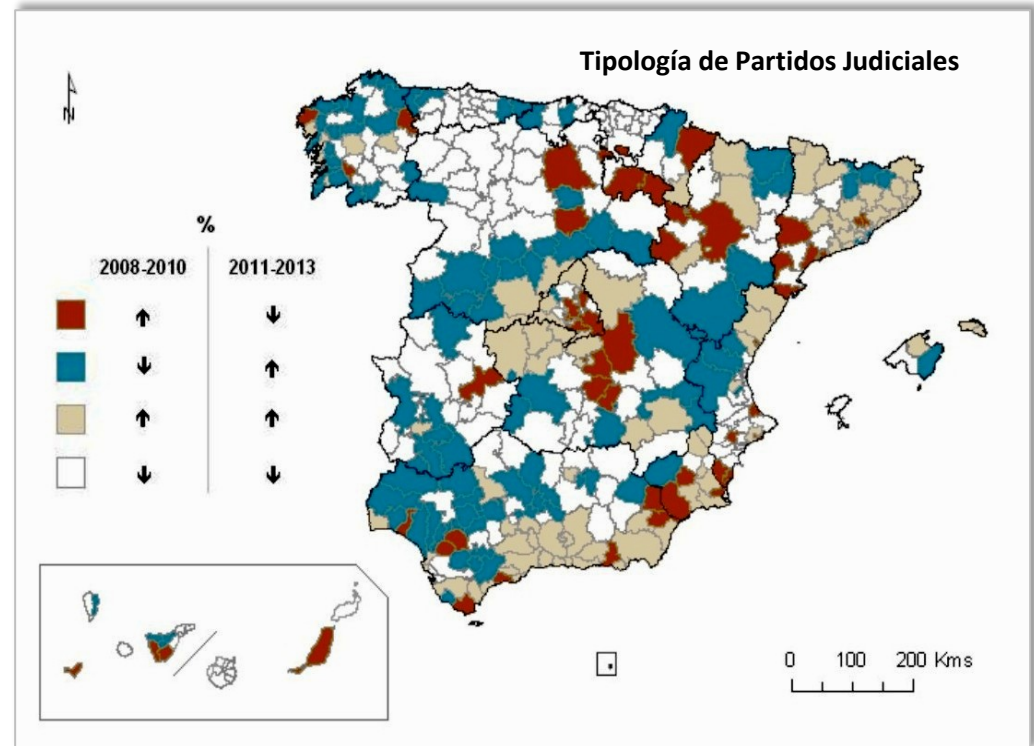 Tipología de Partidos Judiciales
N
%
2008-2010 2011-2013
↑ ↓
↓ ↑
↑ ↑
↓ ↓
0 100 200 Kms